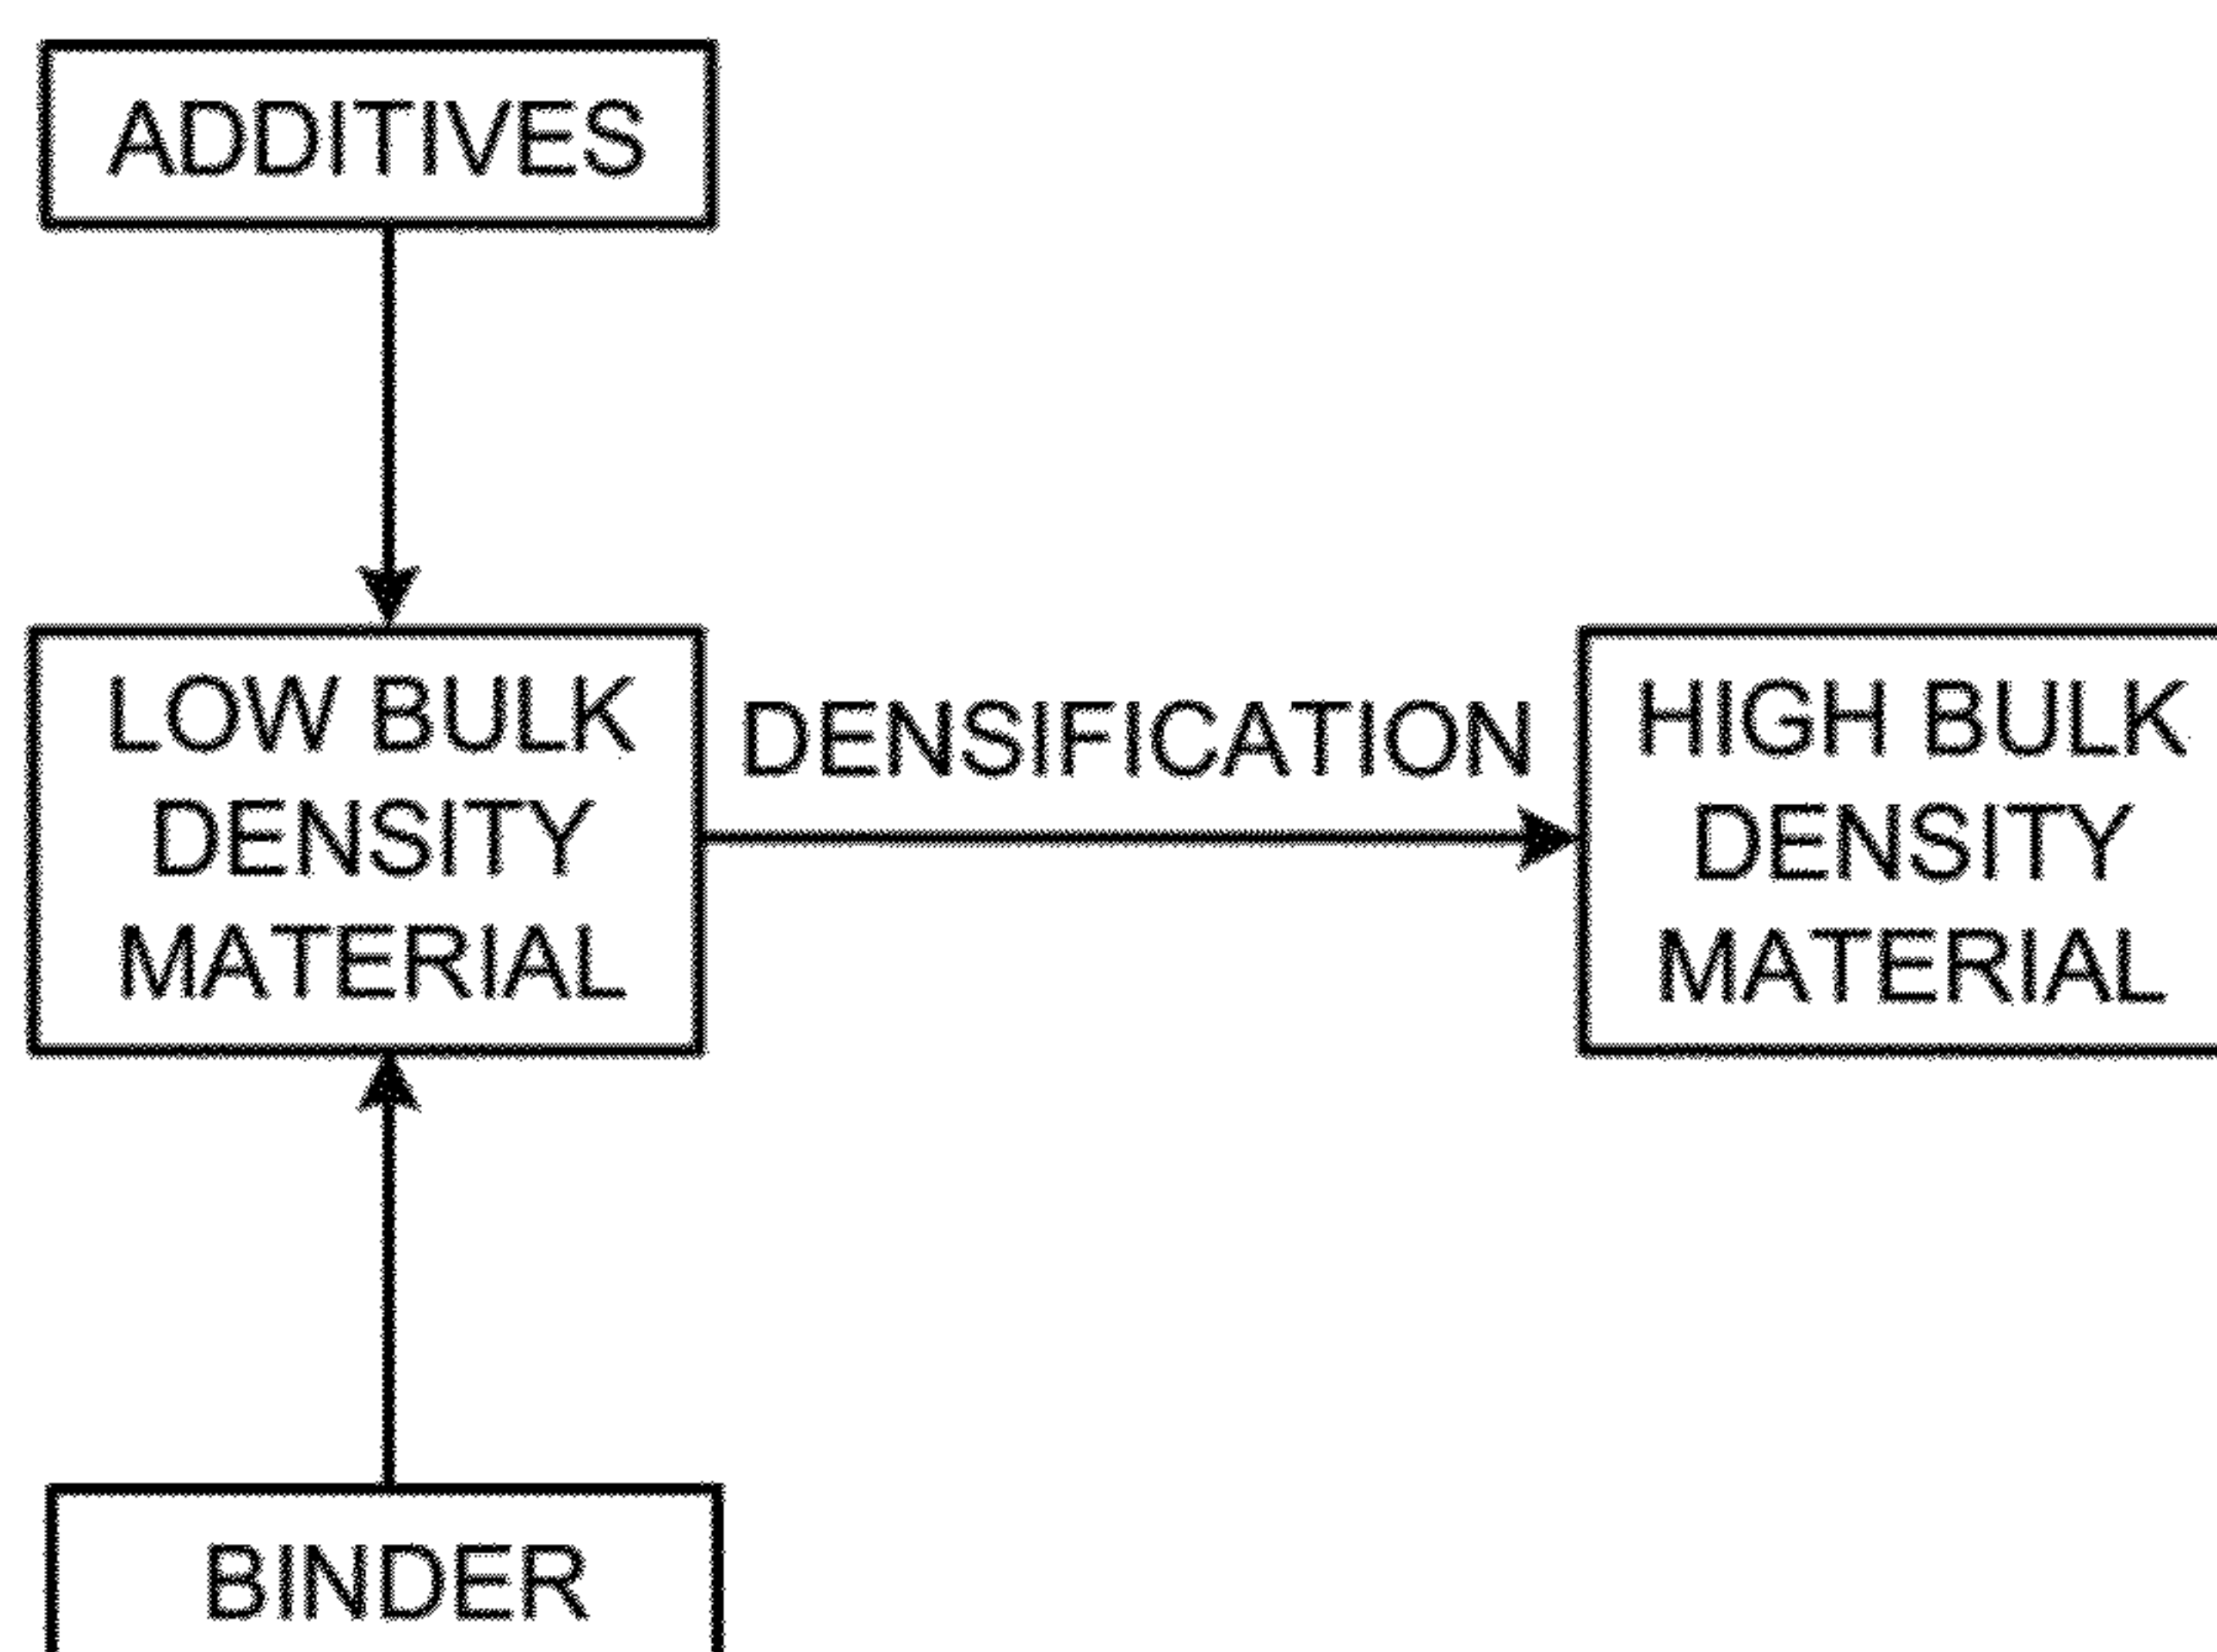 ADDITIVES
LOW BULK
DENSITY
MATERIAL
DENSIFICATION
HIGH BULK
DENSITY
MATERIAL
BINDER